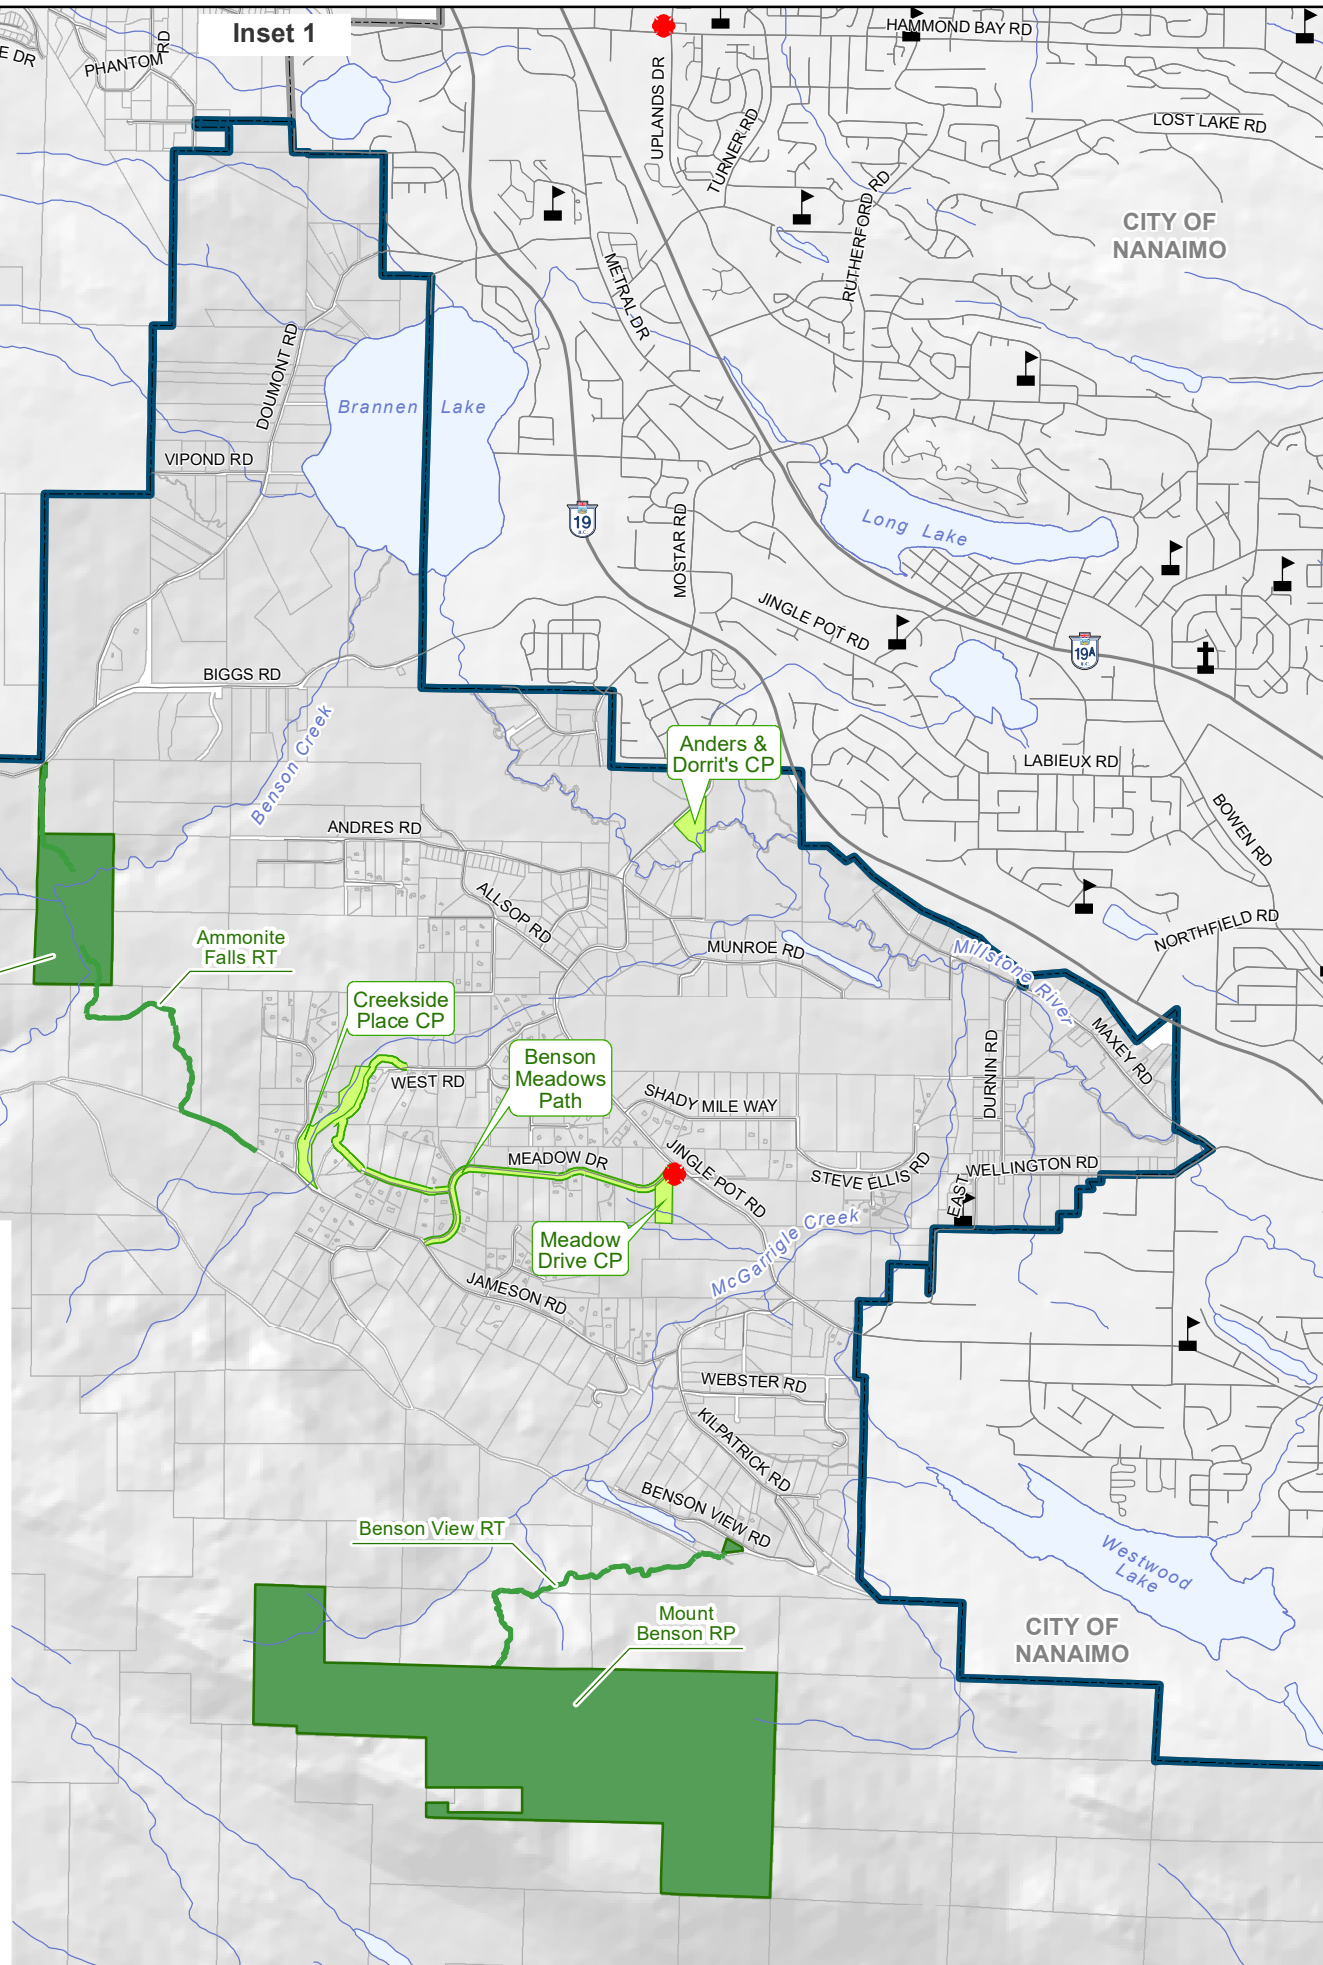 Inset 1
E DR
PHANTOM RD
HAMMOND BAY RD
UPLANDS DR
TURNER RD
LOST LAKE RD
RUTHERFORD RD
CITY OF
NANAIMO
METRAL DR
DOUMONT RD
Brannen Lake
VIPOND RD
19
B.C.
MOSTAR RD
Long Lake
JINGLE POT RD
19A
B.C.
BIGGS RD
Benson Creek
Anders &
Dorrit's CP
LABIEUX RD
BOWEN RD
ANDRES RD
ALLSOP RD
MUNROE RD
NORTHFIELD RD
Millstone River
Ammonite
Falls RT
Creekside
Place CP
Benson
Meadows
Path
WEST RD
SHADY MILE WAY
DURNIN RD
MAXEY RD
MEADOW DR
JINGLE POT RD
STEVE ELLIS RD
EAST WELLINGTON RD
Meadow
Drive CP
McGarrigle Creek
JAMESON RD
WEBSTER RD
KILPATRICK RD
BENSON VIEW RD
Benson View RT
Westwood
Lake
Mount
Benson RP
CITY OF
NANAIMO